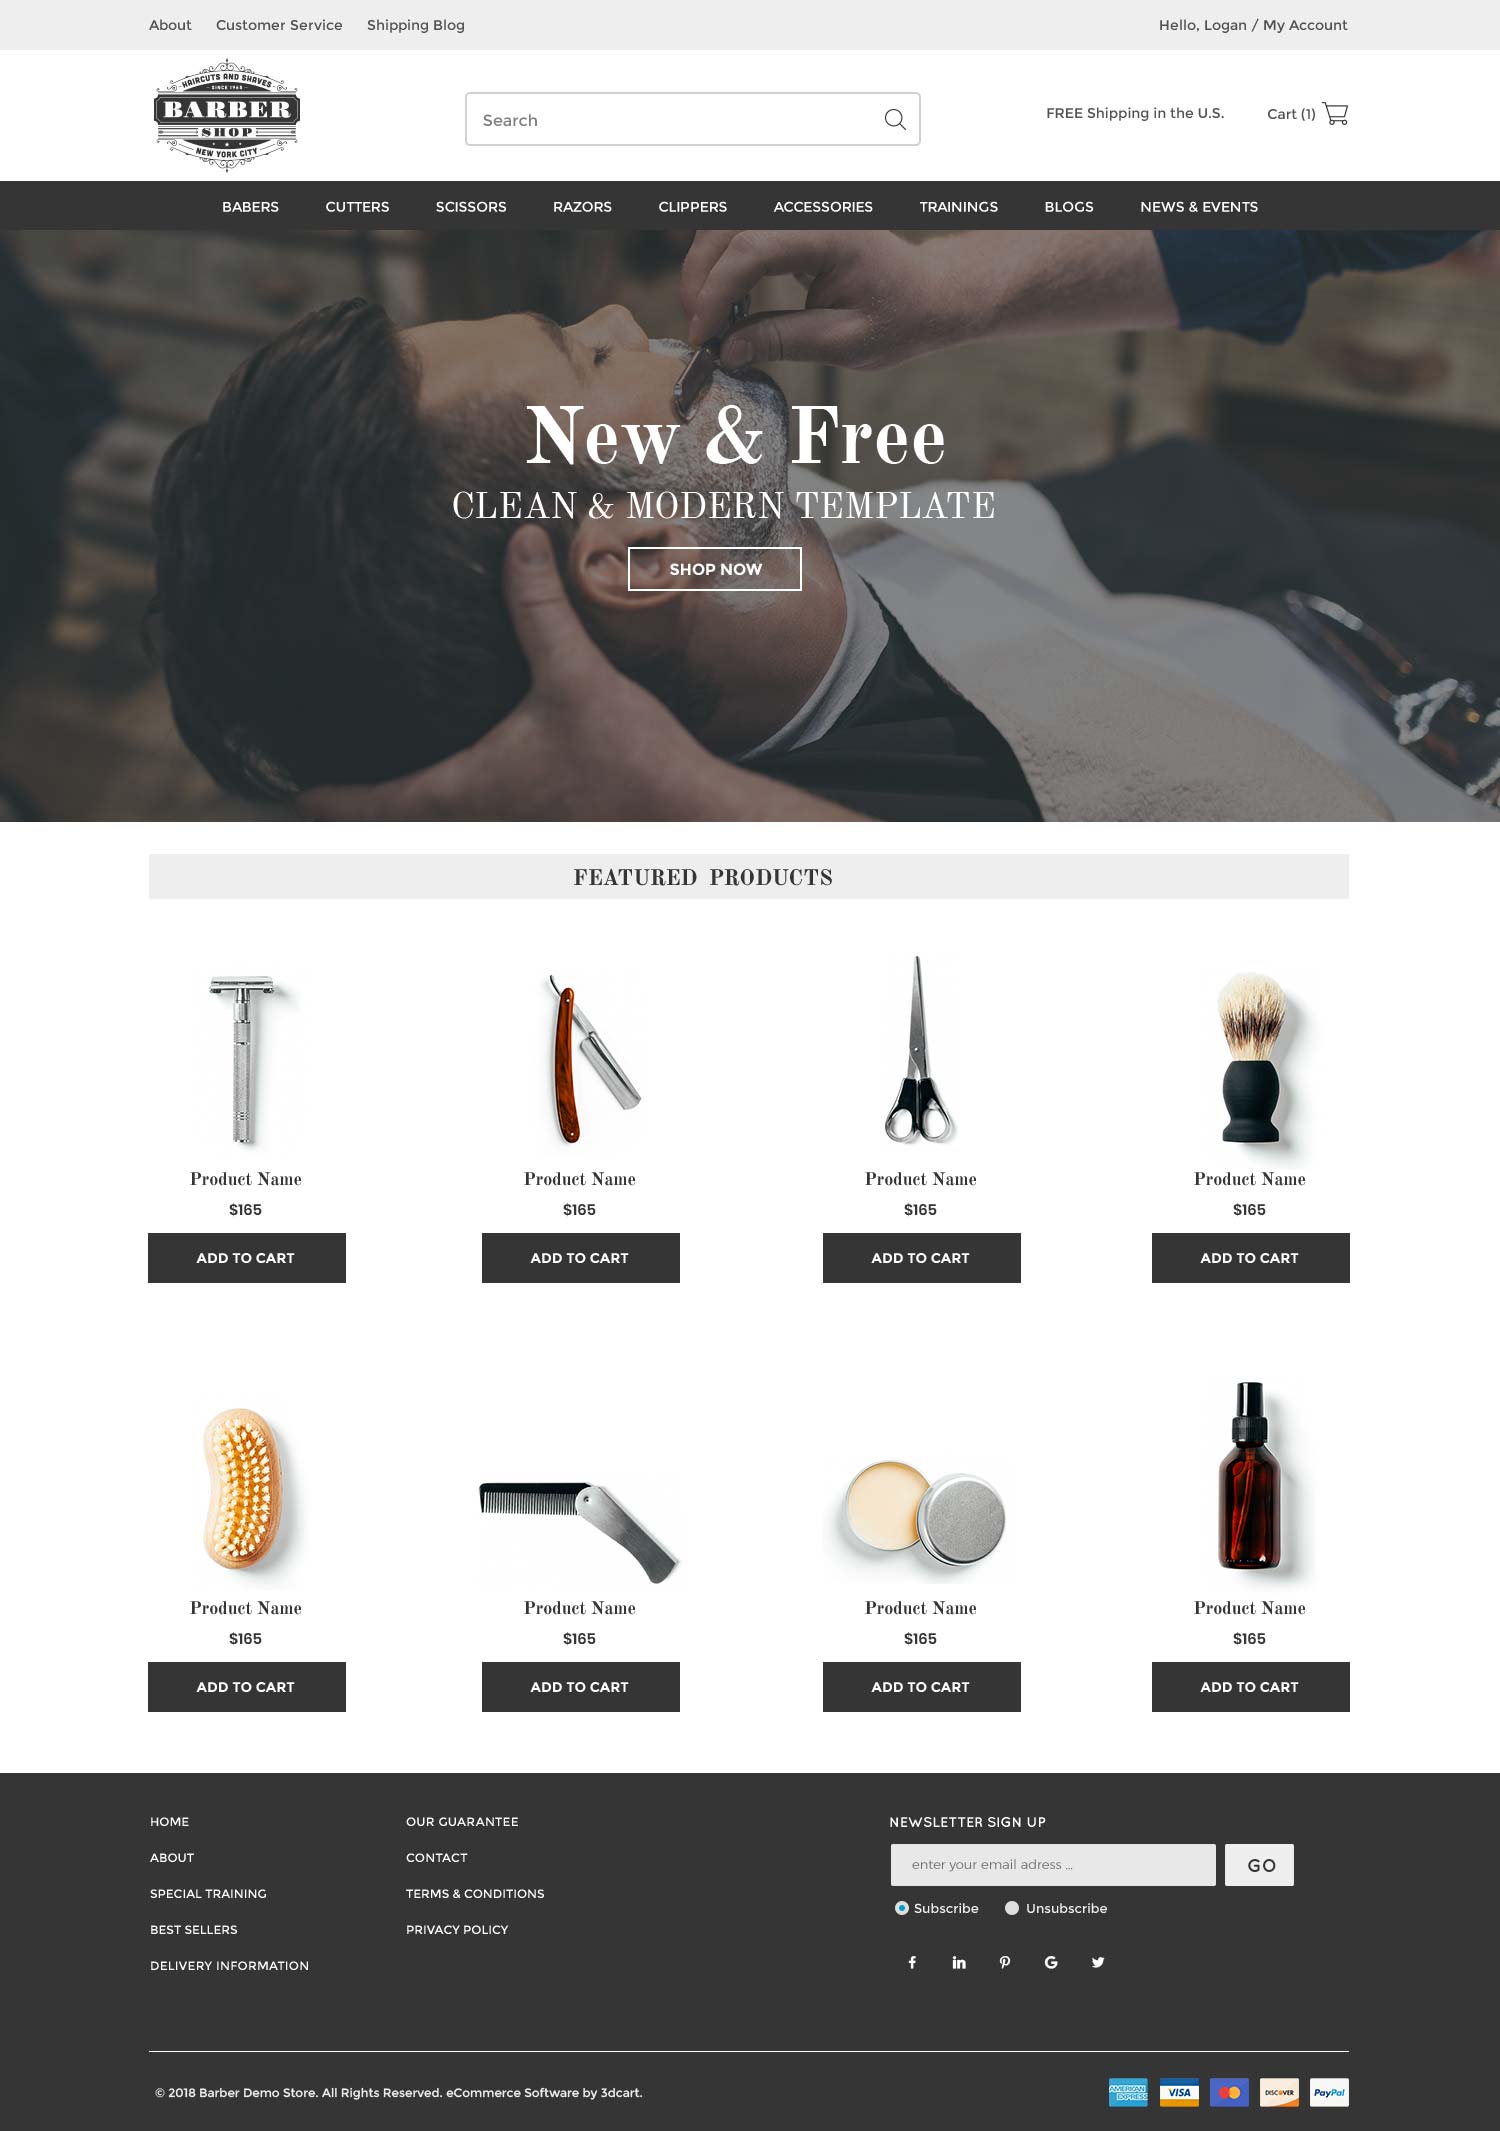 About Customer Service Shipping Blog Hello, Logan / My Account
HAIRCUTS AND SHAVES
SINCE 1965
BARBER
SHOP
NEW YORK CITY
Search
FREE Shipping in the U.S.
Cart (1)
BABERS CUTTERS SCISSORS RAZORS CLIPPERS ACCESSORIES TRAININGS BLOGS NEWS & EVENTS
New & Free
CLEAN & MODERN TEMPLATE
SHOP NOW
FEATURED PRODUCTS
Product Name Product Name Product Name Product Name
$165 $165 $165 $165
ADD TO CART ADD TO CART ADD TO CART ADD TO CART
Product Name Product Name Product Name Product Name
$165 $165 $165 $165
ADD TO CART ADD TO CART ADD TO CART ADD TO CART
HOME
ABOUT
SPECIAL TRAINING
BEST SELLERS
DELIVERY INFORMATION
OUR GUARANTEE
CONTACT
TERMS & CONDITIONS
PRIVACY POLICY
NEWSLETTER SIGN UP
enter your email adress ... GO
Subscribe Unsubscribe
© 2018 Barber Demo Store. All Rights Reserved. eCommerce Software by 3dcart.
AMERICAN EXPRESS
VISA
DISCOVER
PayPal